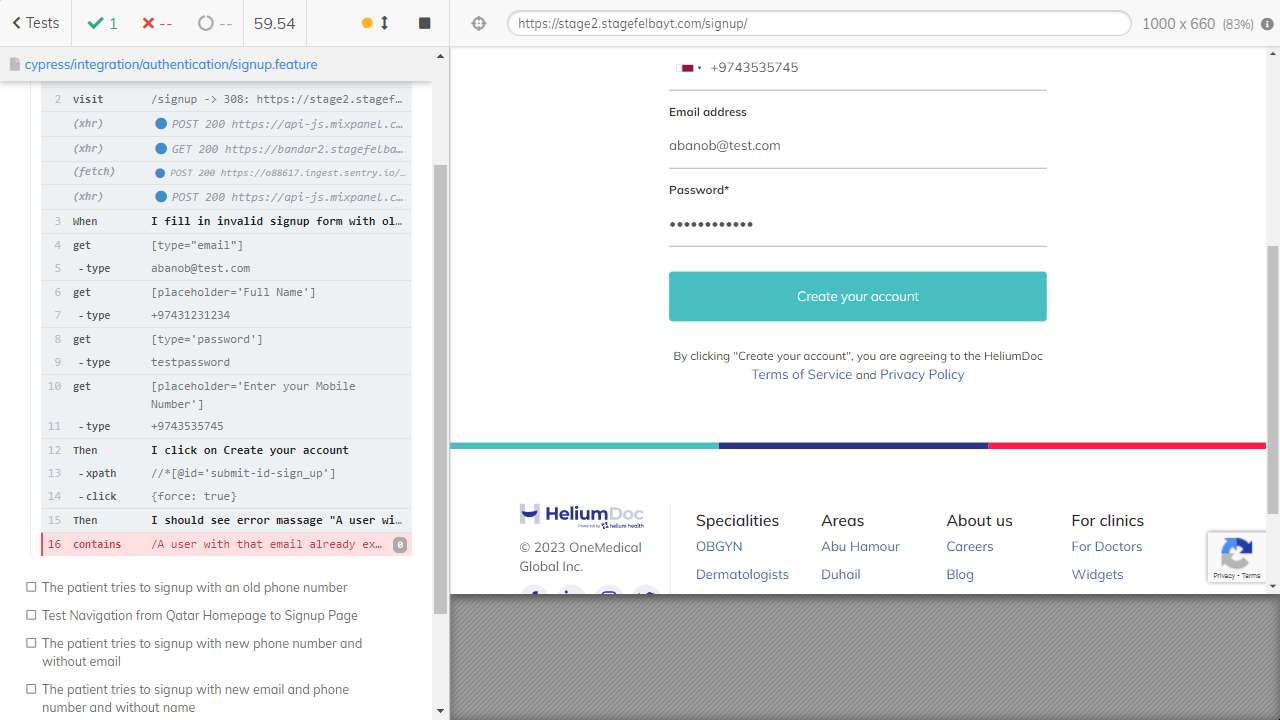 Tests
1
--
--
59.54
cypress/integration/authentication/signup.feature
2 visit /signup -> 308: https://stage2.stagef…
(xhr) POST 200 https://api-js.mixpanel.c…
(xhr) GET 200 https://bandar2.stagefelba…
(fetch) POST 200 https://o88617.ingest.sentry.io/…
(xhr) POST 200 https://api-js.mixpanel.c…
3 When I fill in invalid signup form with ol…
4 get [type="email"]
5 -type abanob@test.com
6 get [placeholder='Full Name']
7 -type +97431231234
8 get [type='password']
9 -type testpassword
10 get [placeholder='Enter your Mobile
Number']
11 -type +9743535745
12 Then I click on Create your account
13 -xpath //*[@id='submit-id-sign_up']
14 -click {force: true}
15 Then I should see error massage "A user wi…
16 contains /A user with that email already ex… 0
The patient tries to signup with an old phone number
Test Navigation from Qatar Homepage to Signup Page
The patient tries to signup with new phone number and
without email
The patient tries to signup with new email and phone
number and without name
https://stage2.stagefelbayt.com/signup/
1000 x 660 (83%)
+9743535745
Email address
abanob@test.com
Password*
••••••••••••
Create your account
By clicking "Create your account", you are agreeing to the HeliumDoc
Terms of Service and Privacy Policy
HeliumDoc
Powered by helium health
© 2023 OneMedical
Global Inc.
Specialities
OBGYN
Dermatologists
Areas
Abu Hamour
Duhail
About us
Careers
Blog
For clinics
For Doctors
Widgets
Privacy - Terms